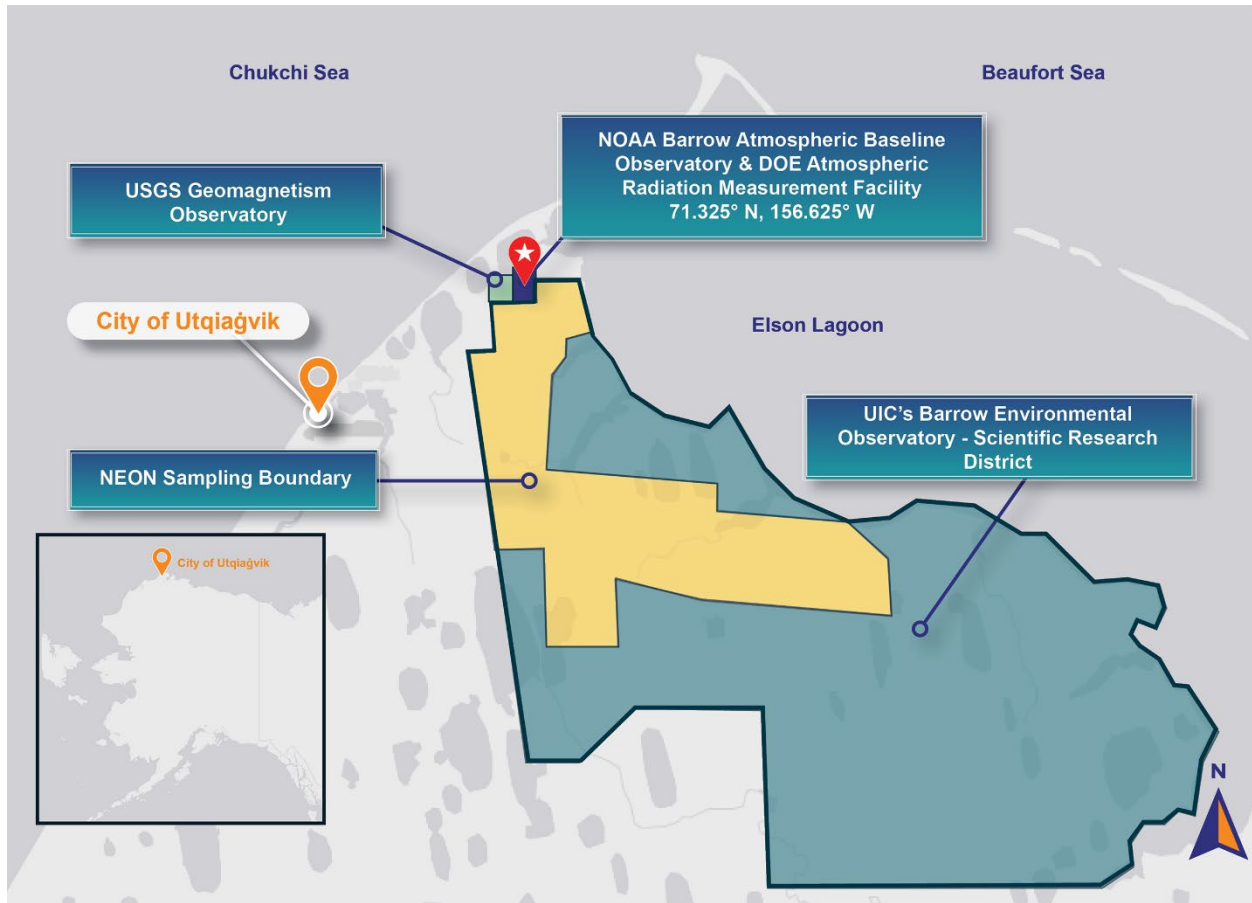 Chukchi Sea
Beaufort Sea
NOAA Barrow Atmospheric Baseline
Observatory & DOE Atmospheric
Radiation Measurement Facility
71.325° N, 156.625° W
USGS Geomagnetism
Observatory
City of Utqiaġvik
Elson Lagoon
UIC's Barrow Environmental
Observatory - Scientific Research
District
NEON Sampling Boundary
City of Utqiaġvik
N